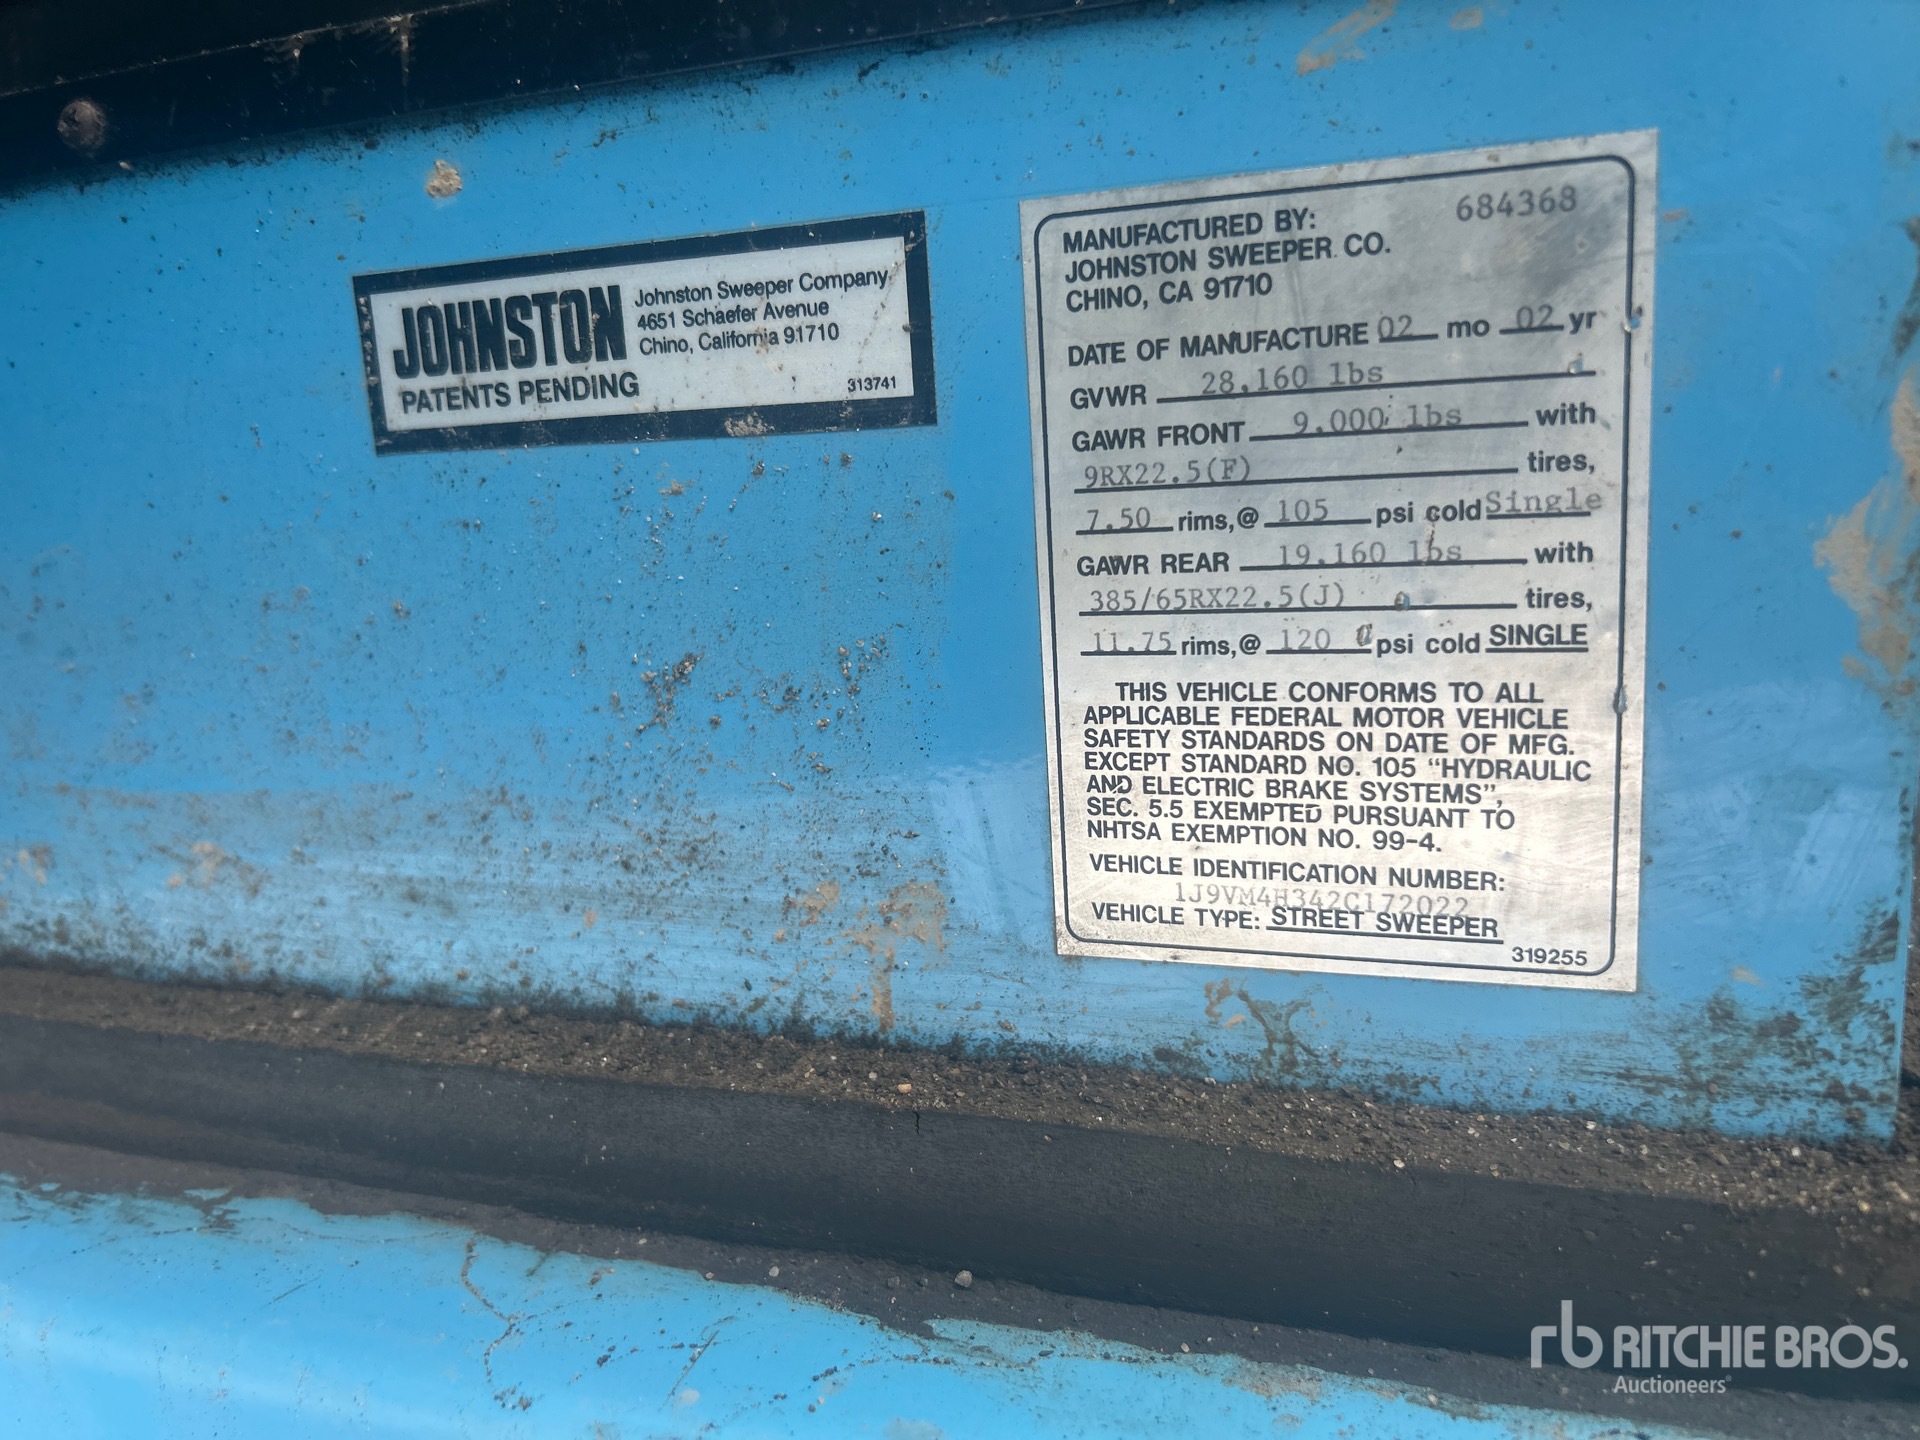 JOHNSTON
Johnston Sweeper Company
4651 Schaefer Avenue
Chino, California 91710
PATENTS PENDING
313741
684368
MANUFACTURED BY:
JOHNSTON SWEEPER CO.
CHINO, CA 91710
DATE OF MANUFACTURE 02 mo 02 yr
GVWR 28,160 lbs
GAWR FRONT 9,000 lbs with
9RX22.5(F) tires,
7.50 rims,@ 105 psi cold Single
GAWR REAR 19,160 lbs with
385/65RX22.5(J) tires,
11.75 rims,@ 120 psi cold SINGLE
THIS VEHICLE CONFORMS TO ALL
APPLICABLE FEDERAL MOTOR VEHICLE
SAFETY STANDARDS ON DATE OF MFG.
EXCEPT STANDARD NO. 105 “HYDRAULIC
AND ELECTRIC BRAKE SYSTEMS”,
SEC. 5.5 EXEMPTED PURSUANT TO
NHTSA EXEMPTION NO. 99-4.
VEHICLE IDENTIFICATION NUMBER:
1J9VM4H342C172022
VEHICLE TYPE: STREET SWEEPER
319255
rb RITCHIE BROS.
Auctioneers